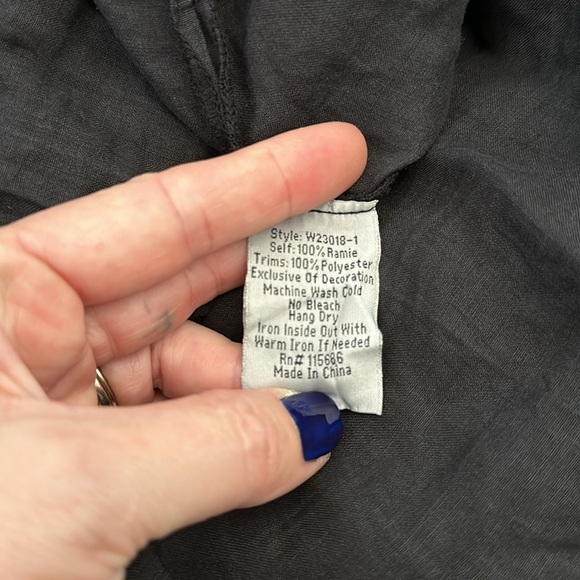 Style: W23018-1
Self: 100% Ramie
Trims: 100% Polyester
Exclusive Of Decoration
Machine Wash Cold
No Bleach
Hang Dry
Iron Inside Out With
Warm Iron If Needed
Rn# 115686
Made In China